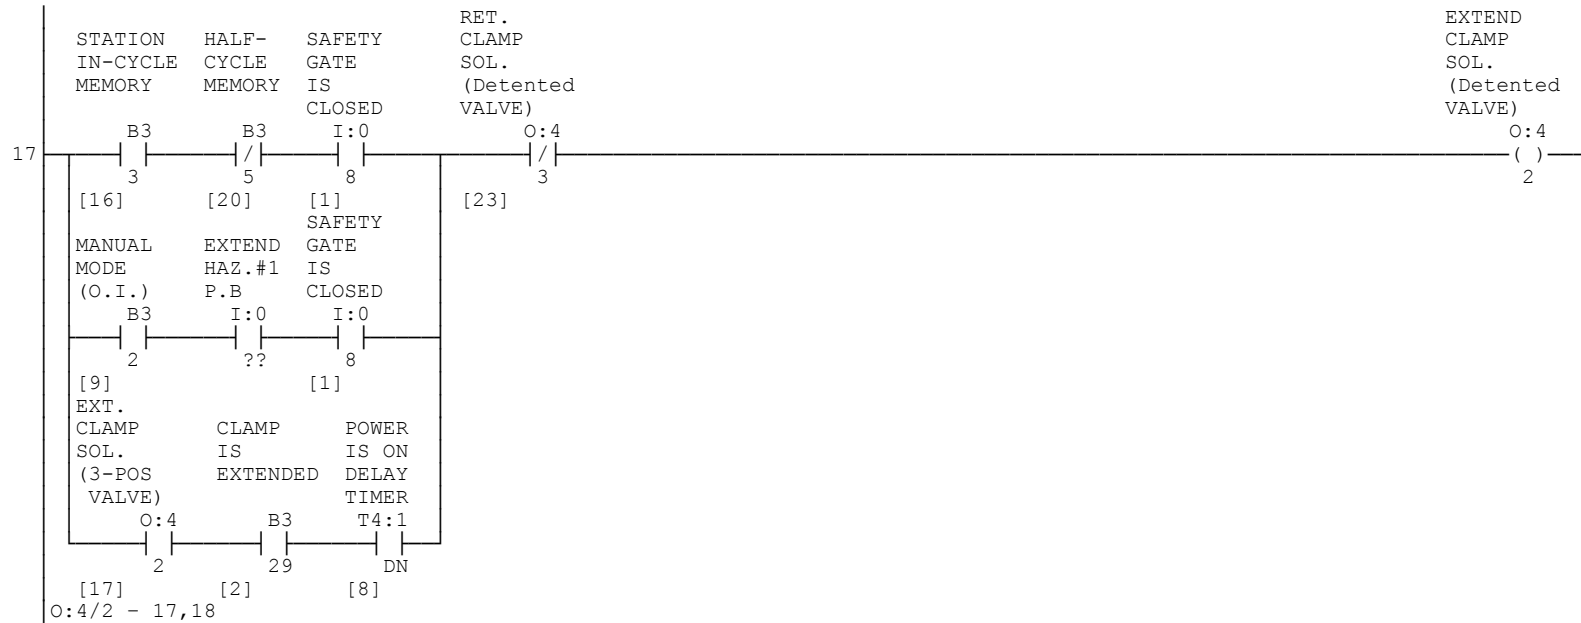 RET. EXTEND
STATION HALF- SAFETY CLAMP CLAMP
IN-CYCLE CYCLE GATE SOL. SOL.
MEMORY MEMORY IS (Detented (Detented
CLOSED VALVE) VALVE)
B3 B3 I:0 O:4 O:4
17 / / ( )
3 5 8 3 2
[16] [20] [1] [23]
SAFETY
MANUAL EXTEND GATE
MODE HAZ.#1 IS
(O.I.) P.B CLOSED
B3 I:0 I:0
2 ?? 8
[9] [1]
EXT.
CLAMP CLAMP POWER
SOL. IS IS ON
(3-POS EXTENDED DELAY
VALVE) TIMER
O:4 B3 T4:1
2 29 DN
[17] [2] [8]
O:4/2 - 17,18